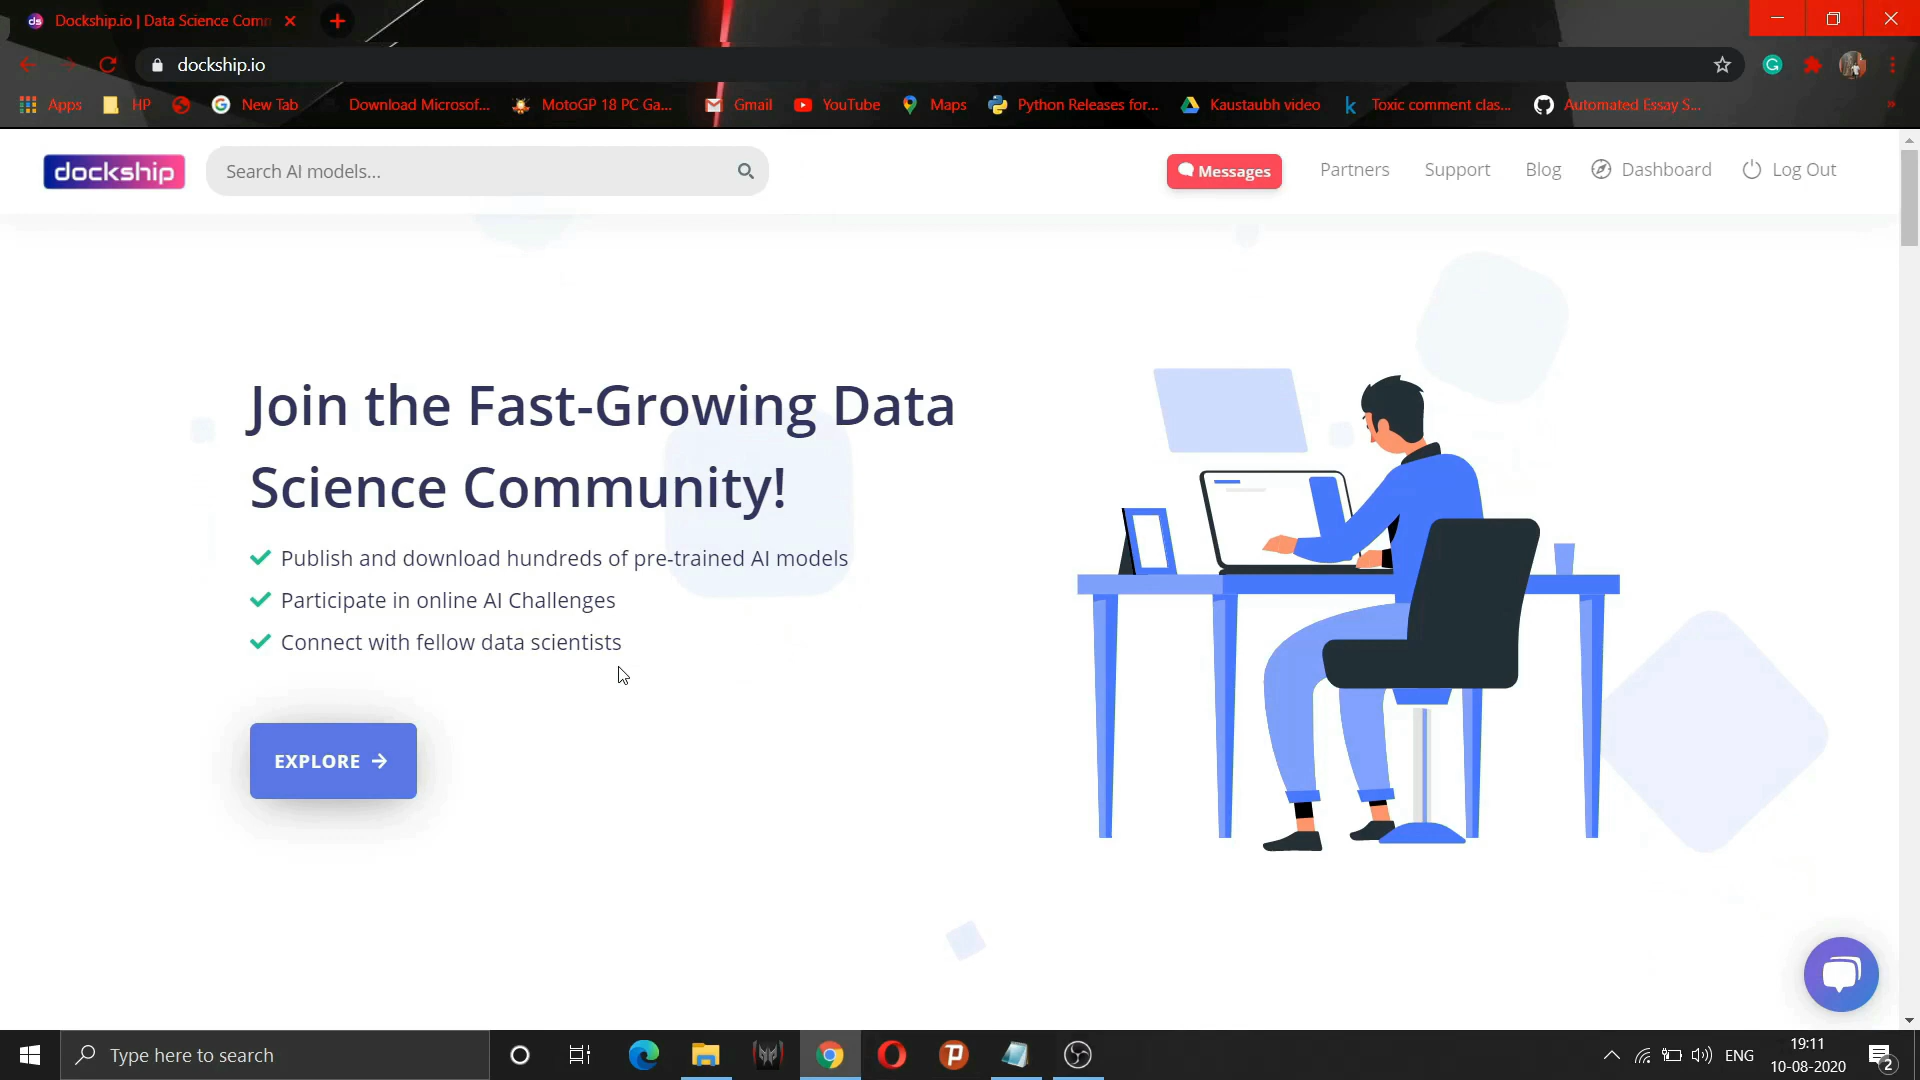 Dockship.io | Data Science Com
dockship.io
Apps
HP
New Tab
Download Microsof...
MotoGP 18 PC Ga...
Gmail
YouTube
Maps
Python Releases for...
Kaustaubh video
Toxic comment clas...
Automated Essay S...
dockship
Search AI models...
Messages
Partners
Support
Blog
Dashboard
Log Out
Join the Fast-Growing Data
Science Community!
Publish and download hundreds of pre-trained AI models
Participate in online AI Challenges
Connect with fellow data scientists
EXPLORE
Type here to search
ENG
19:11
10-08-2020
2